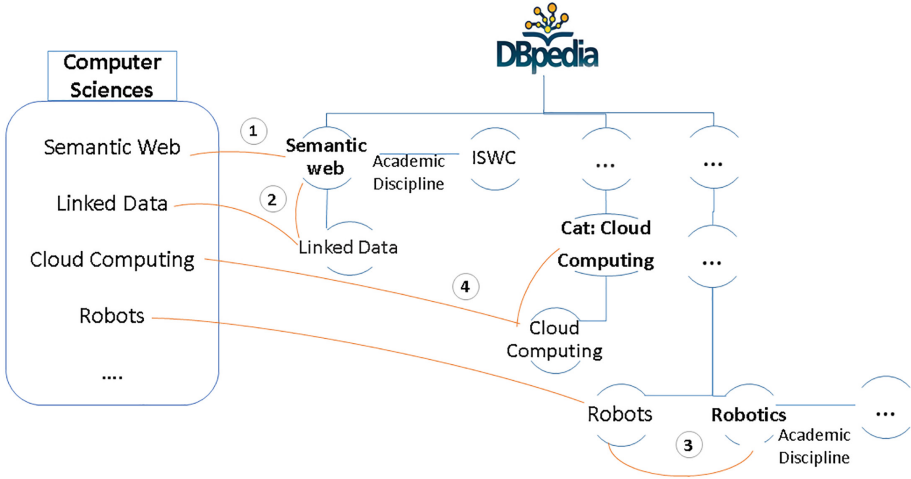 DBpedia
Computer
Sciences
Semantic Web
Linked Data
Cloud Computing
Robots
....
1
2
4
3
Semantic
web
Academic
Discipline
ISWC
...
...
Linked Data
Cat: Cloud
Computing
...
Cloud
Computing
Robots
Robotics
Academic
Discipline
...